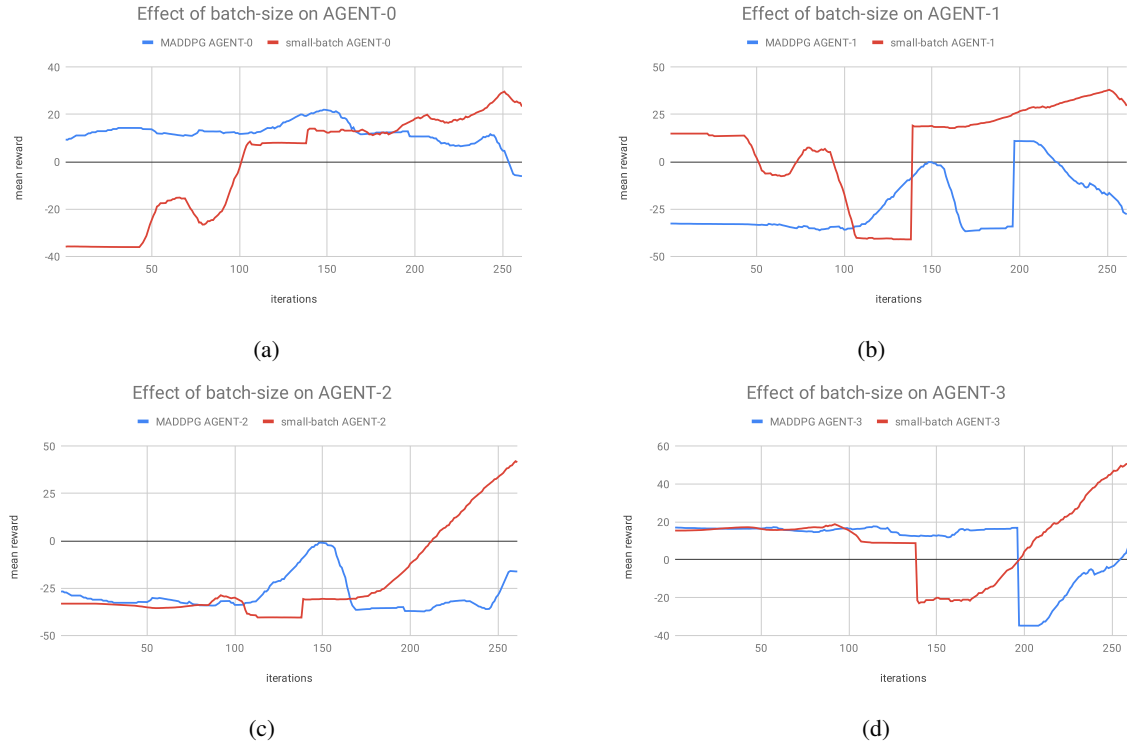 Effect of batch-size on AGENT-0
MADDPG AGENT-0 small-batch AGENT-0
40
20
0
-20
-40
mean reward
50 100 150 200 250
iterations
(a)
Effect of batch-size on AGENT-1
MADDPG AGENT-1 small-batch AGENT-1
50
25
0
-25
-50
mean reward
50 100 150 200 250
iterations
(b)
Effect of batch-size on AGENT-2
MADDPG AGENT-2 small-batch AGENT-2
50
25
0
-25
-50
mean reward
50 100 150 200 250
iterations
(c)
Effect of batch-size on AGENT-3
MADDPG AGENT-3 small-batch AGENT-3
60
40
20
0
-20
-40
mean reward
50 100 150 200 250
iterations
(d)